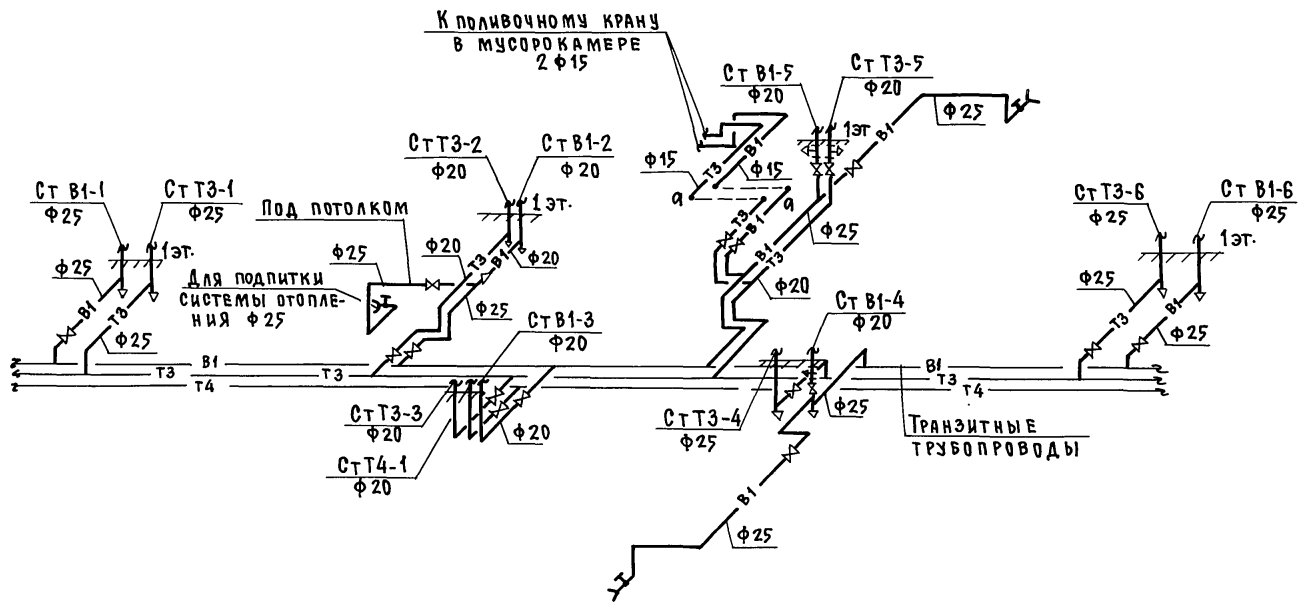 К ПОЛИВОЧНОМУ КРАНУ
В МУСОРОКАМЕРЕ
2 Ф15
Ст В1-5
Ф20
Ст Т3-5
Ф20
Ф25
В1
1эт
Ст Т3-2
Ф20
Ст В1-2
Ф20
Ст В1-1
Ф25
Ст Т3-1
Ф25
ПОД ПОТОЛКОМ
1 эт.
Ф15
Т3
В1
Ф15
а
а
Т3
В1
Ст Т3-6
Ф25
Ст В1-6
Ф25
1эт.
1эт.
Ф25
Ф25
Ф20
Т3
В1
Ф20
Ф25
В1
Т3
Ф25
Ф20
Ф25
Для подпитки
системы отопле-
ния Ф25
В1
Т3
Ф25
Ст В1-3
Ф20
Ст В1-4
Ф20
Т3
В1
Ф25
В1
Т3
Т3
Т4
В1
Т3
Т4
Ст Т3-3
Ф20
Ф20
Ст Т3-4
Ф25
Ф25
Транзитные
трубопроводы
Ст Т4-1
Ф20
В1
Ф25